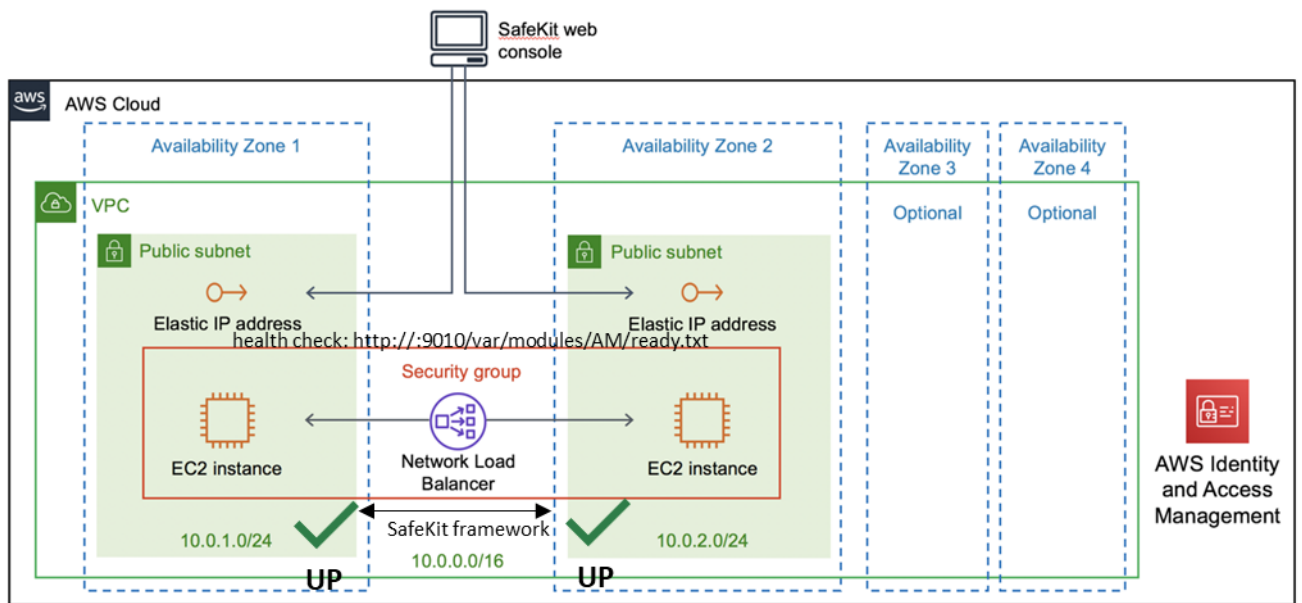 SafeKit web
console
aws
AWS Cloud
Availability Zone 1
Availability Zone 2
Availability
Zone 3
Availability
Zone 4
VPC
Optional
Optional
Public subnet
Public subnet
Elastic IP address
Elastic IP address
health check: http://:9010/var/modules/AM/ready.txt
Security group
EC2 instance
Network Load
Balancer
EC2 instance
AWS Identity
and Access
Management
SafeKit framework
10.0.1.0/24
10.0.2.0/24
10.0.0.0/16
UP
UP